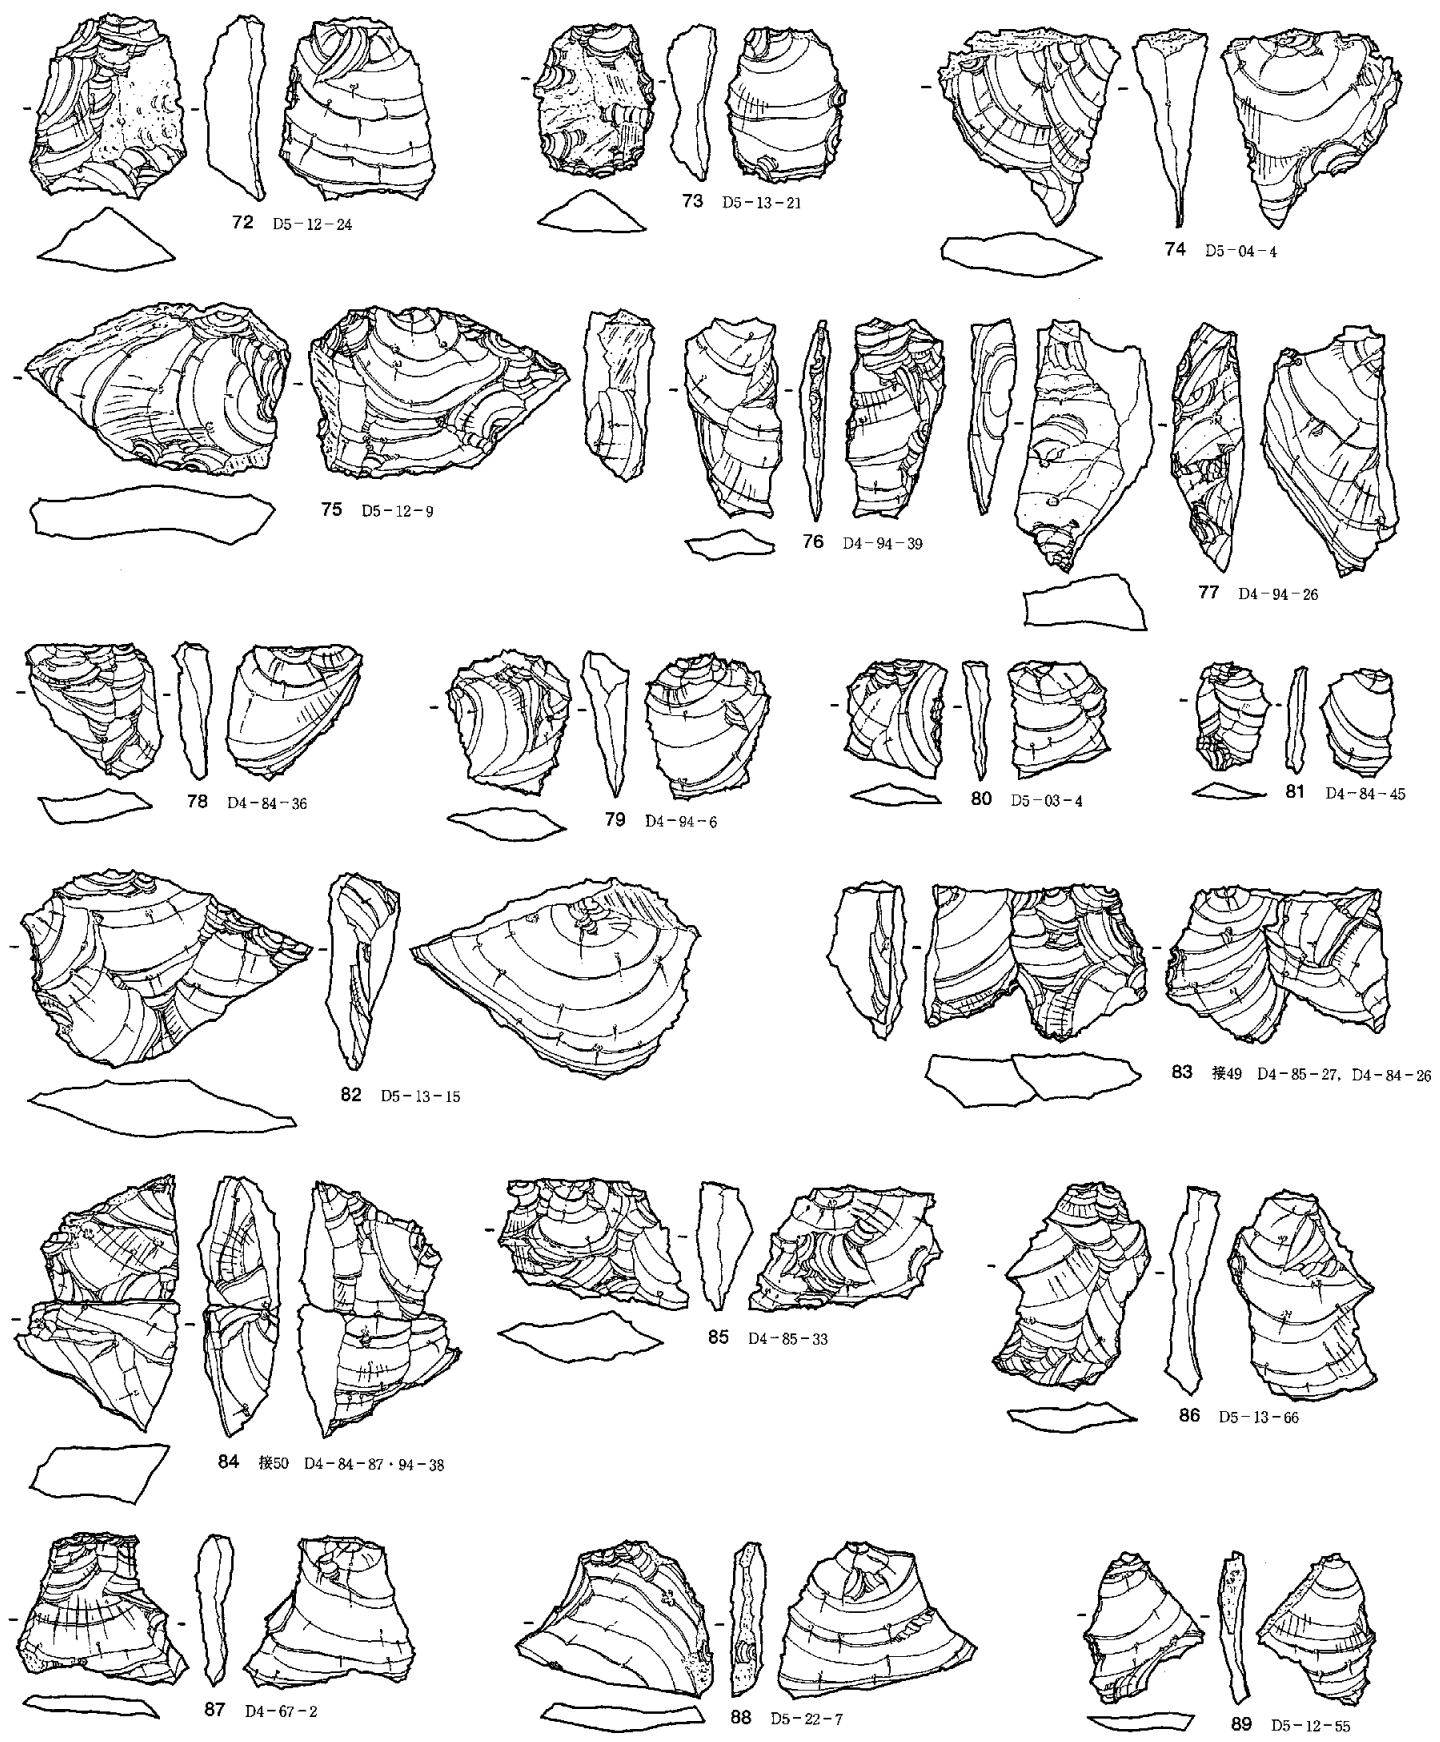 72 D5-12-24
73 D5-13-21
74 D5-04-4
75 D5-12-9
76 D4-94-39
77 D4-94-26
78 D4-84-36
79 D4-94-6
80 D5-03-4
81 D4-84-45
82 D5-13-15
83 接49 D4-85-27, D4-84-26
84 接50 D4-84-87・94-38
85 D4-85-33
86 D5-13-66
87 D4-67-2
88 D5-22-7
89 D5-12-55